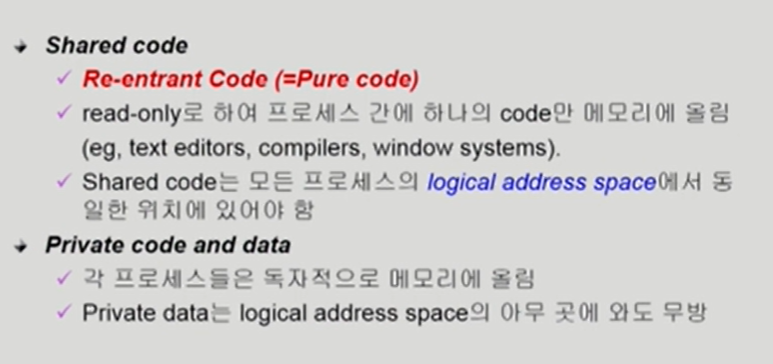 Shared code
Re-entrant Code (=Pure code)
read-only로 하여 프로세스 간에 하나의 code만 메모리에 올림
(eg, text editors, compilers, window systems).
Shared code는 모든 프로세스의 logical address space에서 동
일한 위치에 있어야 함
Private code and data
각 프로세스들은 독자적으로 메모리에 올림
Private data는 logical address space의 아무 곳에 와도 무방